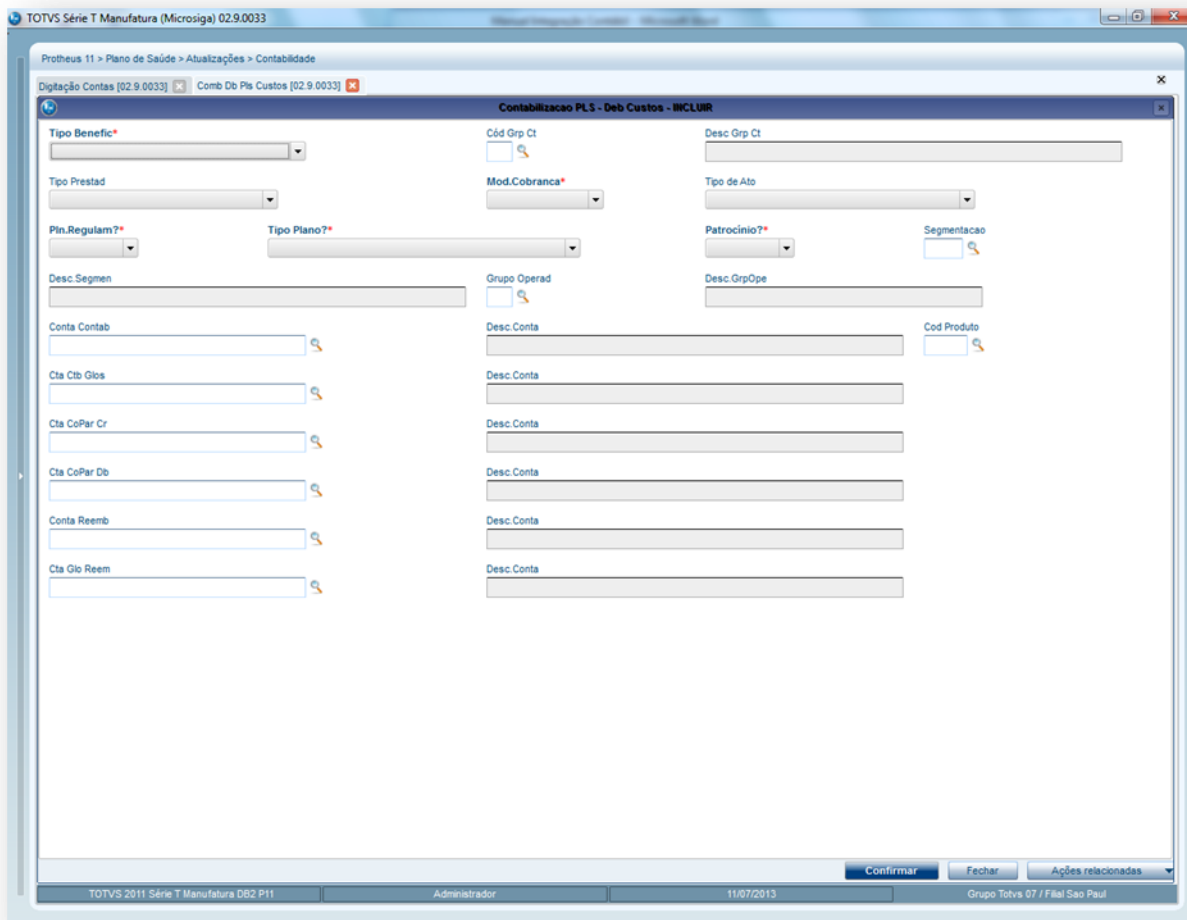 TOTVS Série T Manufatura (Microsiga) 02.9.0033
Manual Integração Contábil - Microsoft Word
Protheus 11 > Plano de Saúde > Atualizações > Contabilidade
Digitação Contas [02.9.0033] Comb Db Pls Custos [02.9.0033]
Contabilizacao PLS - Deb Custos - INCLUIR
Tipo Benefic* Cód Grp Ct Desc Grp Ct
Tipo Prestad Mod.Cobranca* Tipo de Ato
Pln.Regulam?* Tipo Plano?* Patrocinio?* Segmentacao
Desc.Segmen Grupo Operad Desc.GrpOpe
Conta Contab Desc.Conta Cod Produto
Cta Ctb Glos Desc.Conta
Cta CoPar Cr Desc.Conta
Cta CoPar Db Desc.Conta
Conta Reemb Desc.Conta
Cta Glo Reem Desc.Conta
Confirmar Fechar Ações relacionadas
TOTVS 2011 Série T Manufatura DB2 P11 Administrador 11/07/2013 Grupo Totvs 07 / Filial Sao Paul